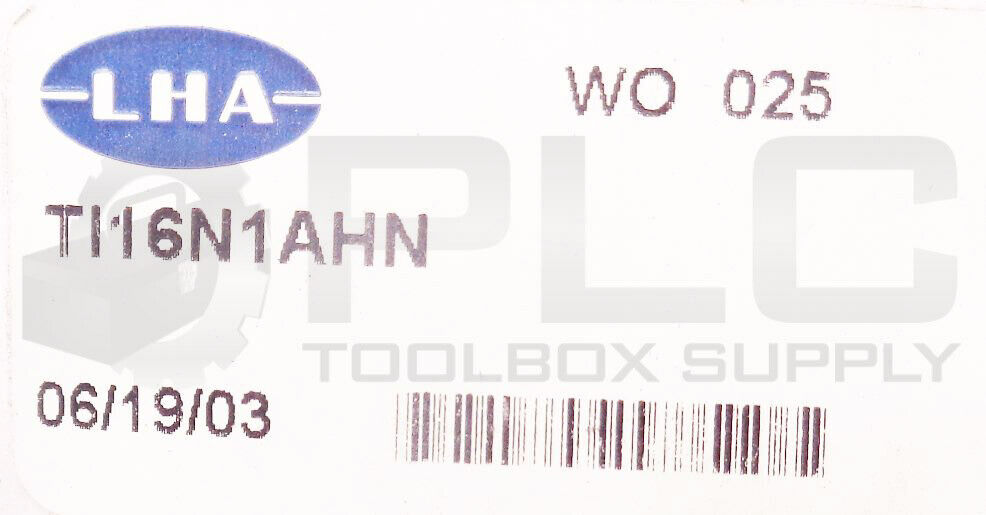 LHA
WO 025
TI16N1AHN
06/19/03
PLC
TOOLBOX SUPPLY